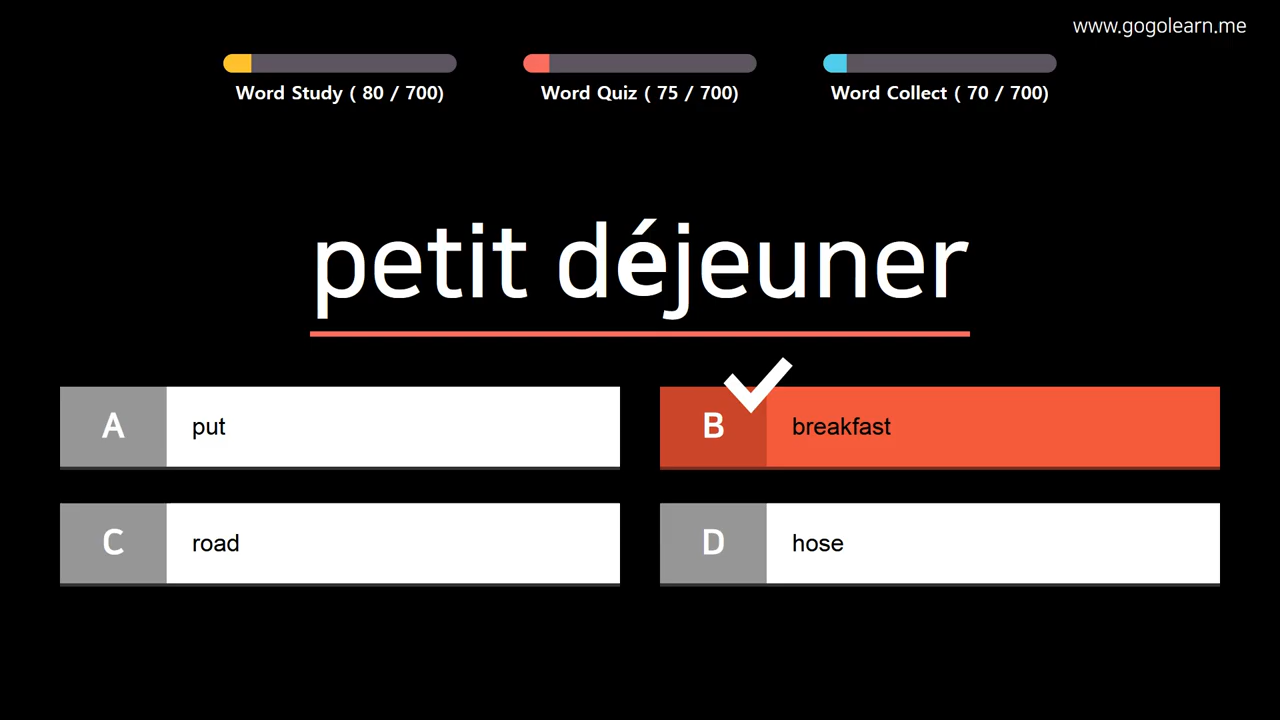 www.gogolearn.me
Word Study ( 80 / 700)
Word Quiz ( 75 / 700)
Word Collect ( 70 / 700)
petit déjeuner
A put
B breakfast
C road
D hose